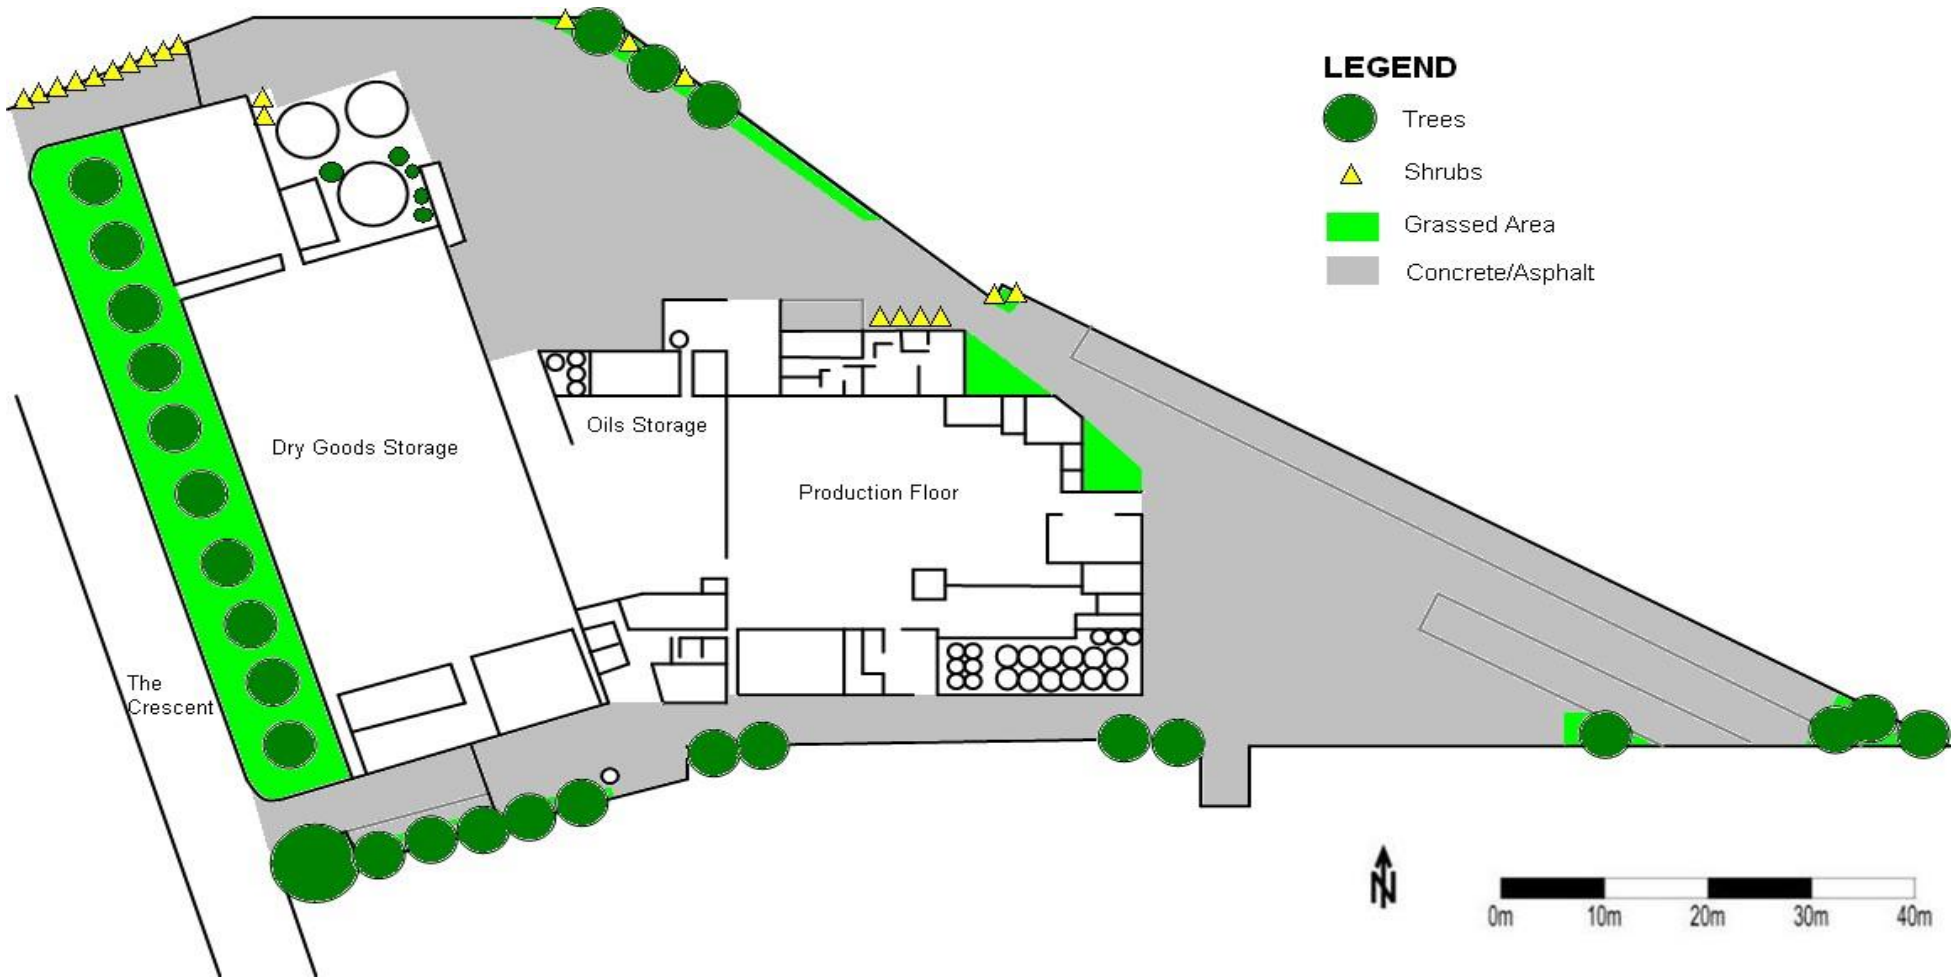 LEGEND
Trees
Shrubs
Grassed Area
Concrete/Asphalt
Oils Storage
Dry Goods Storage
Production Floor
The
Crescent
N
0m 10m 20m 30m 40m